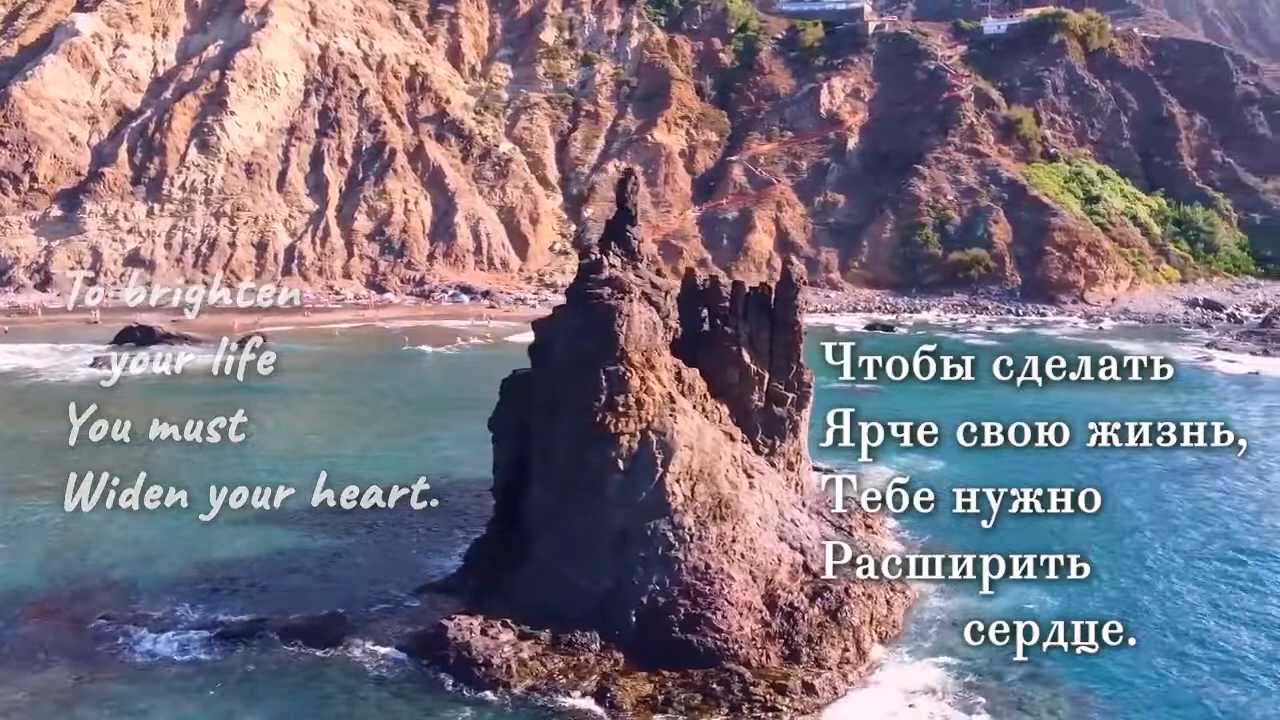 To brighten
your life
You must
Widen your heart.
Чтобы сделать
Ярче свою жизнь,
Тебе нужно
Расширить
сердце.